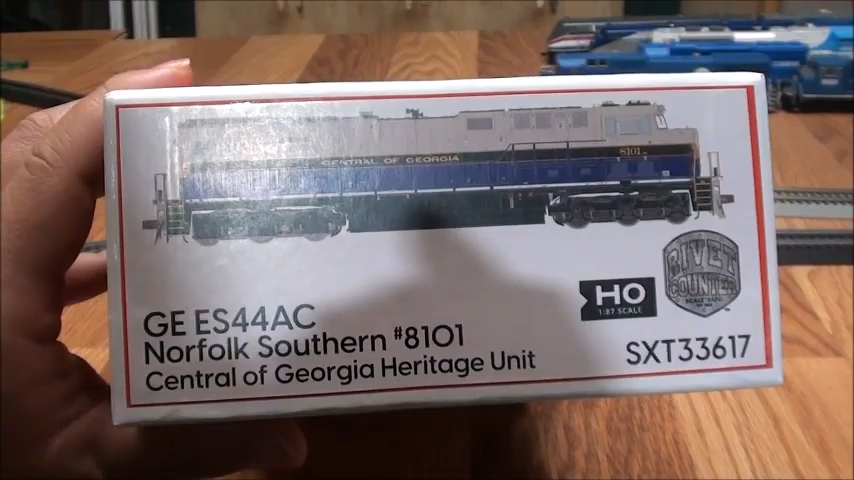 CENTRAL OF GEORGIA
8101
RIVET
COUNTER
HO
1:87 SCALE
GE ES44AC
Norfolk Southern #8101
Central of Georgia Heritage Unit
SXT33617